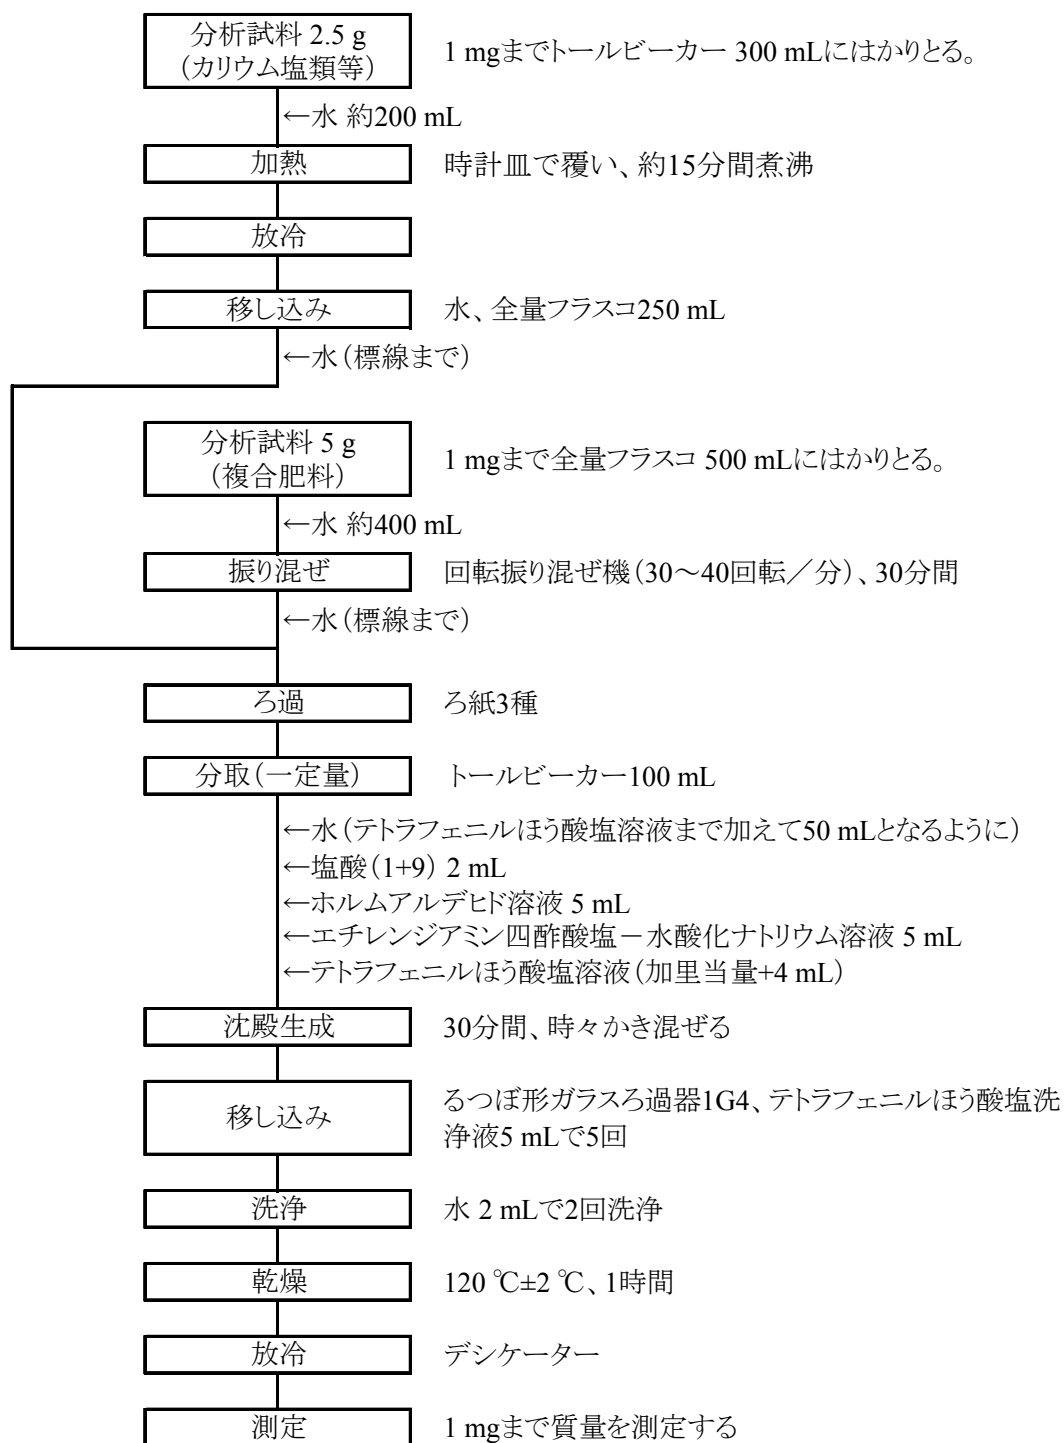 分析試料 2.5 g
（カリウム塩類等）
1 mgまでトールビーカー 300 mLにはかりとる。
←水 約200 mL
加熱
時計皿で覆い、約15分間煮沸
放冷
移し込み
水、全量フラスコ250 mL
←水（標線まで）
分析試料 5 g
（複合肥料）
1 mgまで全量フラスコ 500 mLにはかりとる。
←水 約400 mL
振り混ぜ
回転振り混ぜ機（30～40回転／分）、30分間
←水（標線まで）
ろ過
ろ紙3種
分取（一定量）
トールビーカー100 mL
←水（テトラフェニルほう酸塩溶液まで加えて50 mLとなるように）
←塩酸（1+9） 2 mL
←ホルムアルデヒド溶液 5 mL
←エチレンジアミン四酢酸塩－水酸化ナトリウム溶液 5 mL
←テトラフェニルほう酸塩溶液（加里当量+4 mL）
沈殿生成
30分間、時々かき混ぜる
移し込み
るつぼ形ガラスろ過器1G4、テトラフェニルほう酸塩洗
浄液5 mLで5回
洗浄
水 2 mLで2回洗浄
乾燥
120 ℃±2 ℃、1時間
放冷
デシケーター
測定
1 mgまで質量を測定する